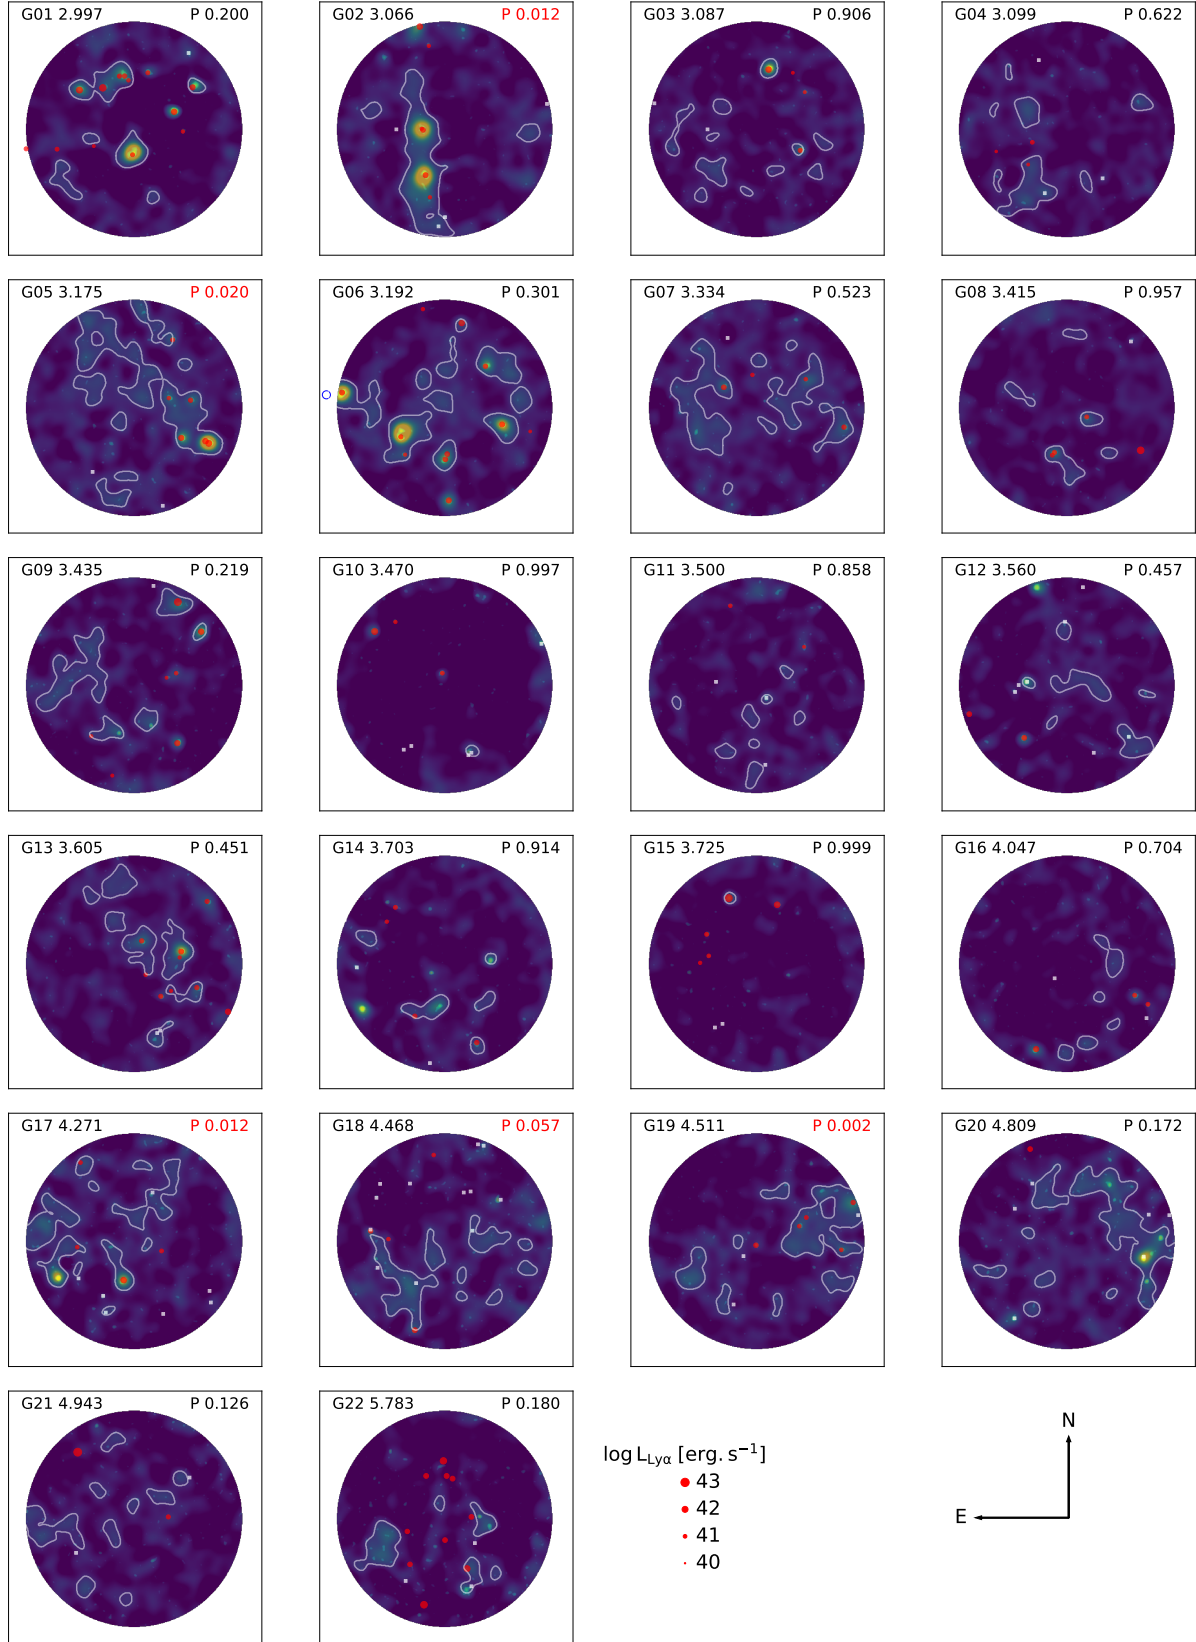 G01 2.997 P 0.200
G02 3.066 P 0.012
G03 3.087 P 0.906
G04 3.099 P 0.622
G05 3.175 P 0.020
G06 3.192 P 0.301
G07 3.334 P 0.523
G08 3.415 P 0.957
G09 3.435 P 0.219
G10 3.470 P 0.997
G11 3.500 P 0.858
G12 3.560 P 0.457
G13 3.605 P 0.451
G14 3.703 P 0.914
G15 3.725 P 0.999
G16 4.047 P 0.704
G17 4.271 P 0.012
G18 4.468 P 0.057
G19 4.511 P 0.002
G20 4.809 P 0.172
G21 4.943 P 0.126
G22 5.783 P 0.180
log L_Lyα [erg. s⁻¹]
43
42
41
40
N
E